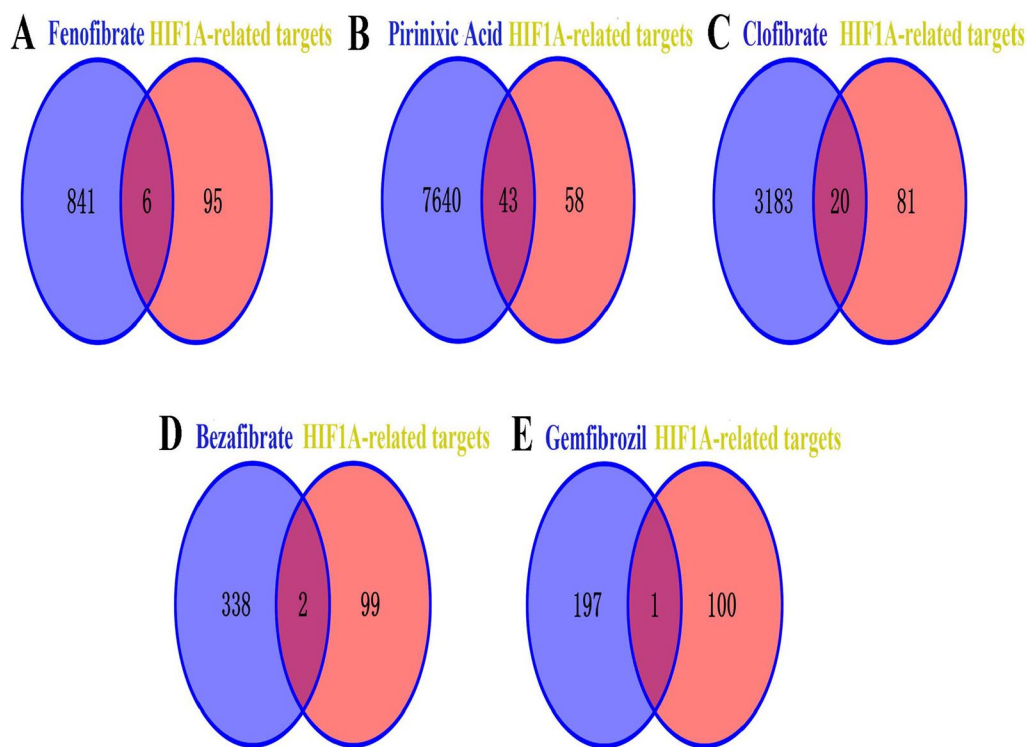 A Fenofibrate HIF1A-related targets B Pirinixic Acid HIF1A-related targets C Clofibrate HIF1A-related targets
841 6 95 7640 43 58 3183 20 81
D Bezafibrate HIF1A-related targets E Gemfibrozil HIF1A-related targets
338 2 99 197 1 100